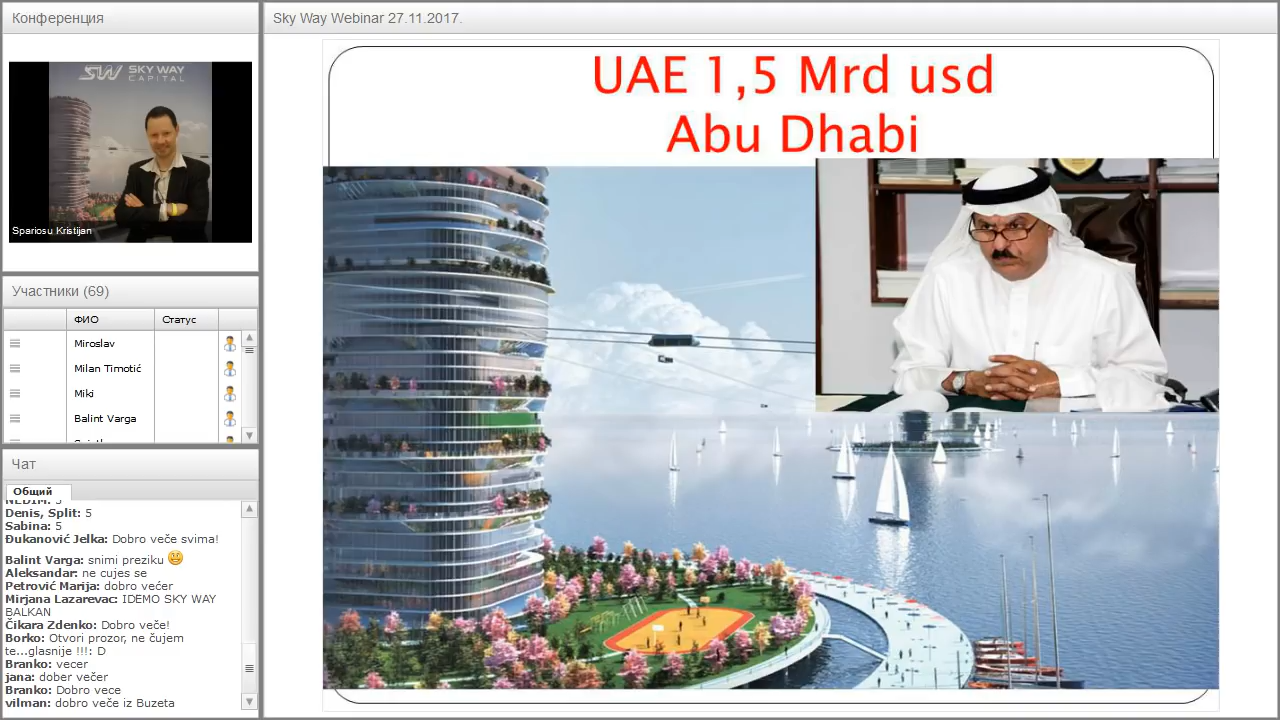 Конференция
SW SKY WAY
CAPITAL
Spariosu Kristijan
Участники (69)
ФИО Статус
Miroslav
Milan Timotić
Miki
Balint Varga
Чат
Общий
NEDIM: 5
Denis, Split: 5
Sabina: 5
Đukanović Jelka: Dobro veče svima!
Balint Varga: snimi preziku
Aleksandar: ne cujes se
Petrović Marija: dobro većer
Mirjana Lazarevac: IDEMO SKY WAY
BALKAN
Čikara Zdenko: Dobro veče!
Borko: Otvori prozor, ne čujem
te...glasnije !!!: D
Branko: vecer
jana: dober večer
Branko: Dobro vece
vilman: dobro veče iz Buzeta
Sky Way Webinar 27.11.2017.
UAE 1,5 Mrd usd
Abu Dhabi